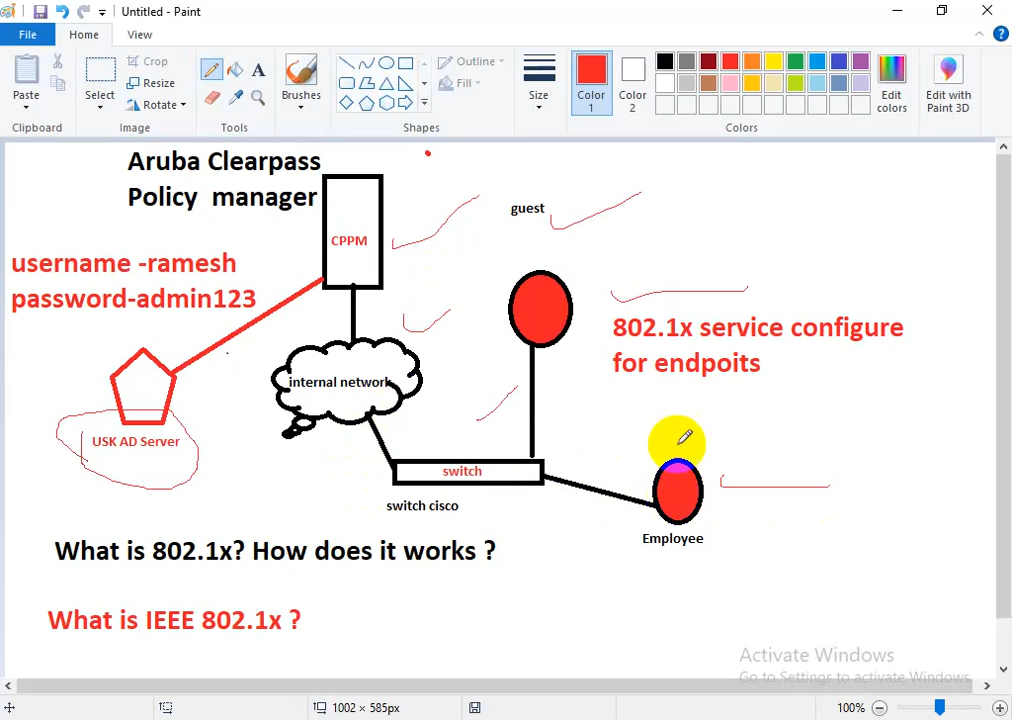 Untitled - Paint
File
Home
View
Paste
Clipboard
Select
Crop
Resize
Rotate
Image
Tools
Brushes
Shapes
Outline
Fill
Size
Color
1
Color
2
Edit
colors
Colors
Edit with
Paint 3D
Aruba Clearpass
Policy manager
CPPM
guest
username -ramesh
password-admin123
802.1x service configure
for endpoits
internal network
USK AD Server
switch
switch cisco
Employee
What is 802.1x? How does it works ?
What is IEEE 802.1x ?
Activate Windows
Go to Settings to activate Windows.
1002 × 585px
100%